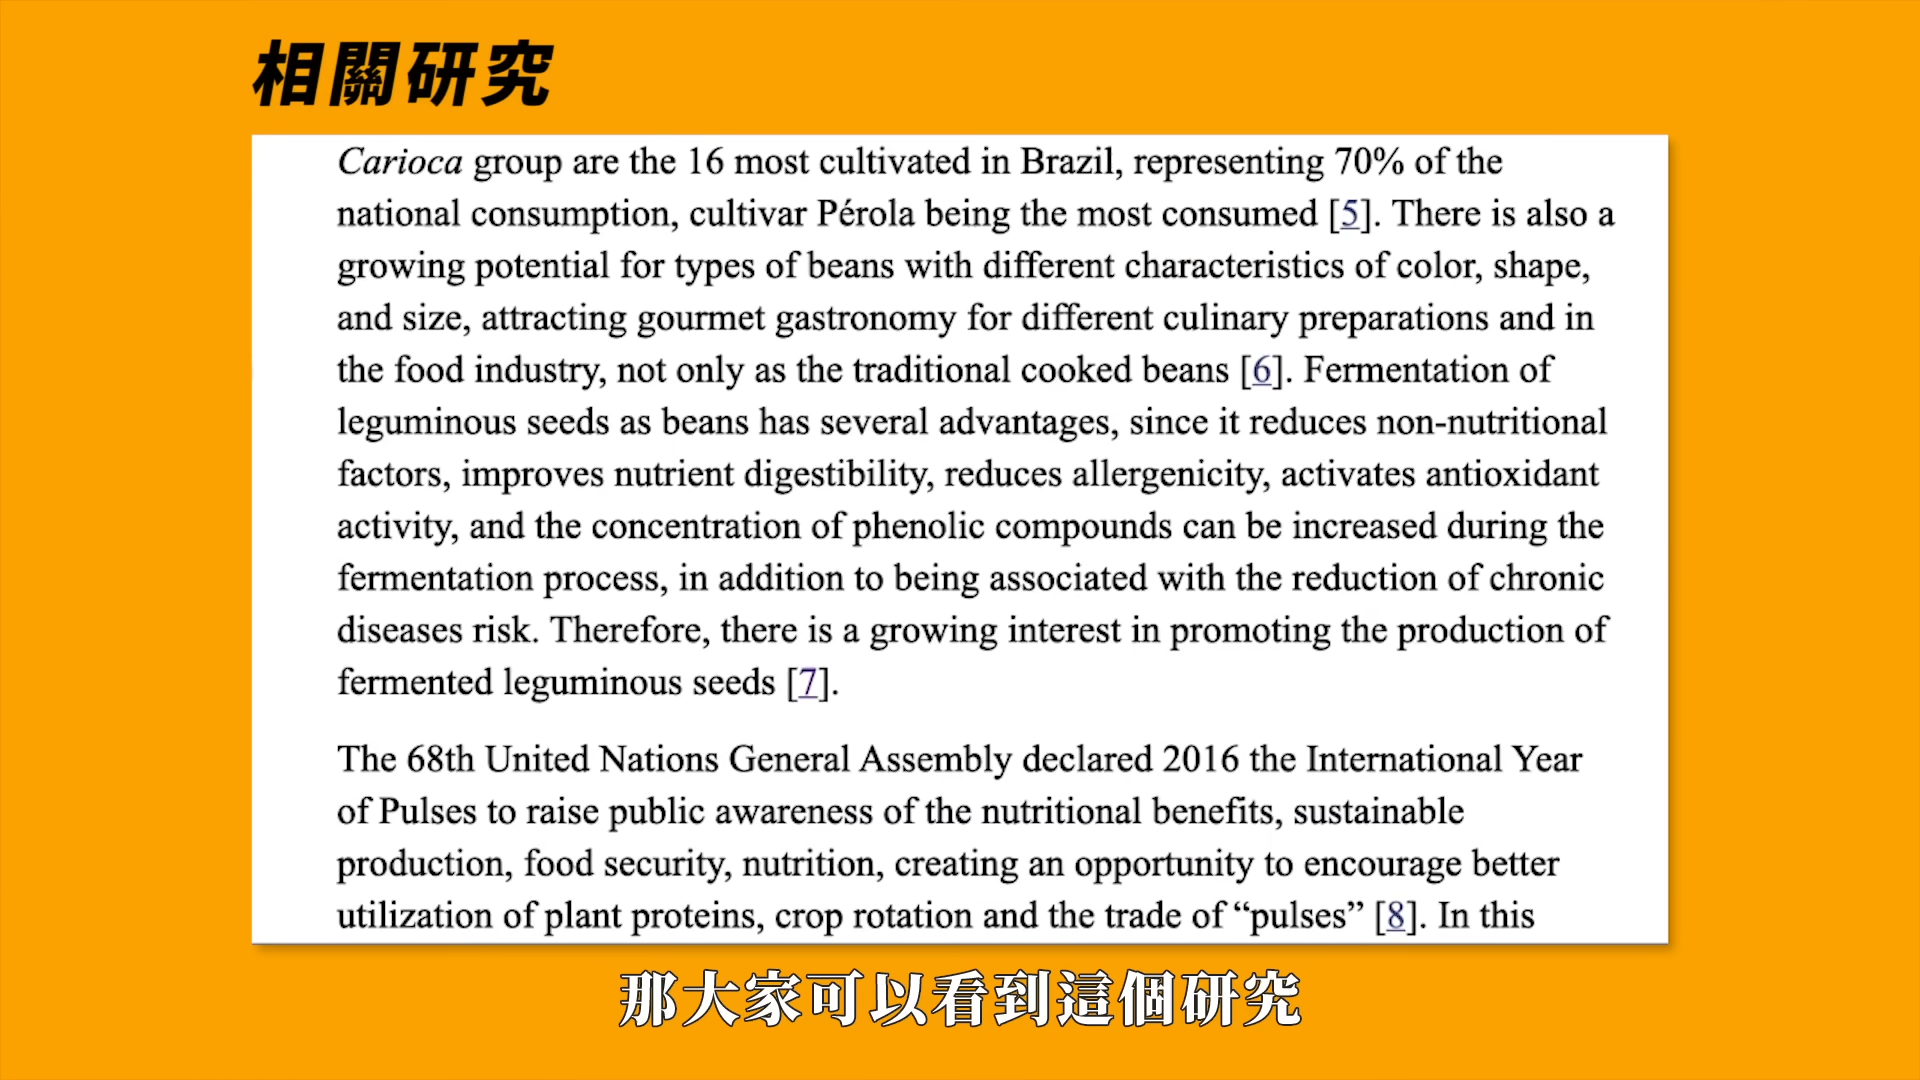 相關研究
Carioca group are the 16 most cultivated in Brazil, representing 70% of the
national consumption, cultivar Pérola being the most consumed [5]. There is also a
growing potential for types of beans with different characteristics of color, shape,
and size, attracting gourmet gastronomy for different culinary preparations and in
the food industry, not only as the traditional cooked beans [6]. Fermentation of
leguminous seeds as beans has several advantages, since it reduces non-nutritional
factors, improves nutrient digestibility, reduces allergenicity, activates antioxidant
activity, and the concentration of phenolic compounds can be increased during the
fermentation process, in addition to being associated with the reduction of chronic
diseases risk. Therefore, there is a growing interest in promoting the production of
fermented leguminous seeds [7].
The 68th United Nations General Assembly declared 2016 the International Year
of Pulses to raise public awareness of the nutritional benefits, sustainable
production, food security, nutrition, creating an opportunity to encourage better
utilization of plant proteins, crop rotation and the trade of “pulses” [8]. In this
那大家可以看到這個研究